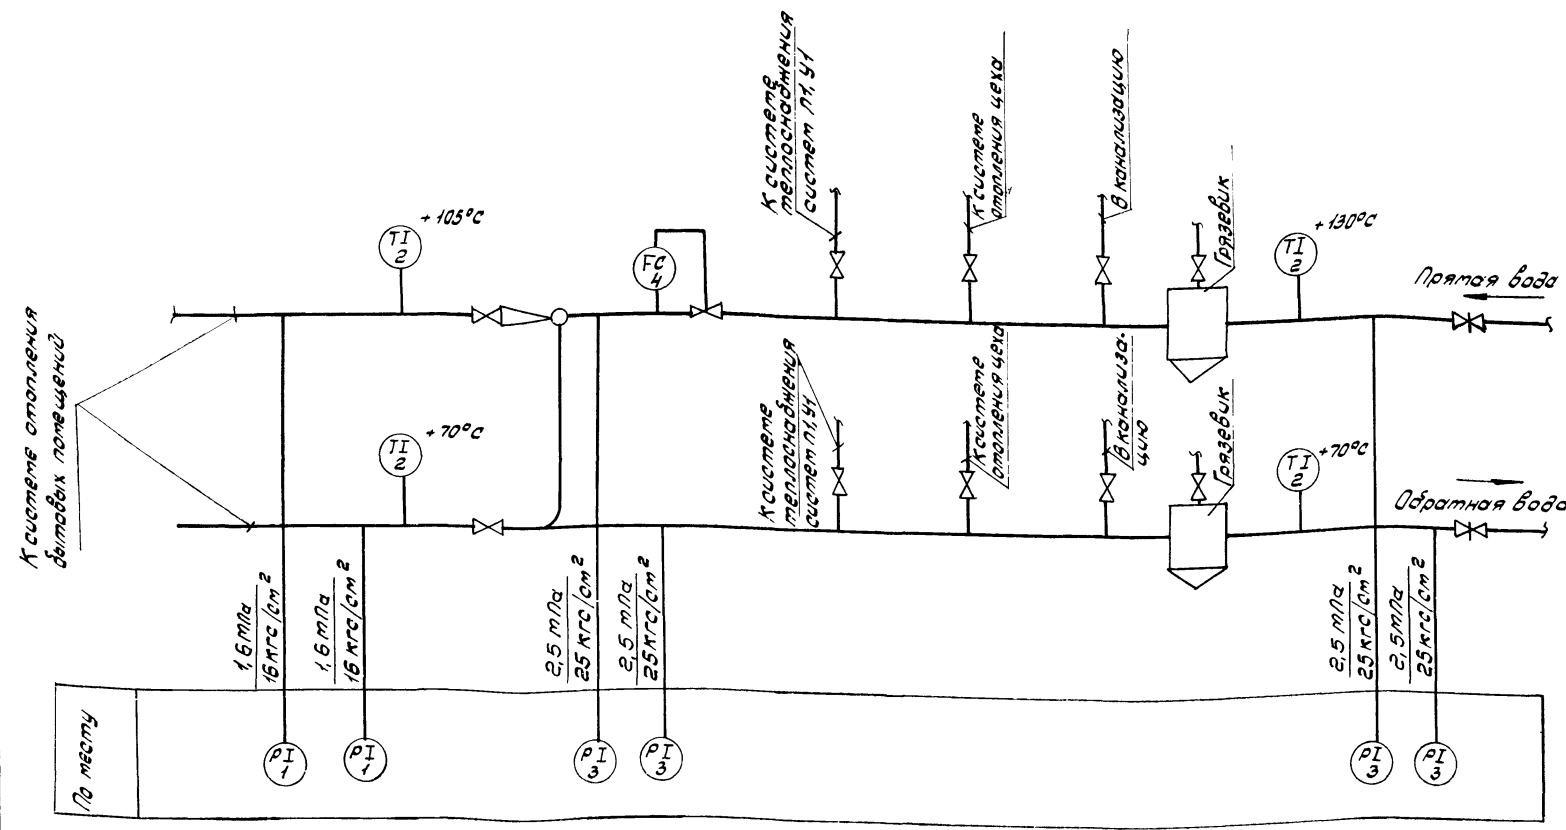 К системе
теплоснабжения
систем П1, У1
К системе
отопления цеха
В канализацию
Грязевик
TI
2
+105°С
FC
4
TI
2
+130°С
Прямая вода
К системе отопления
бытовых помещений
TI
2
+70°С
К системе
теплоснабжения
систем П1, У1
К системе
отопления цеха
В канализа-
цию
Грязевик
TI
2
+70°С
Обратная вода
1,6 мПа
16 кгс/см²
1,6 мПа
16 кгс/см²
2,5 мПа
25 кгс/см²
2,5 мПа
25 кгс/см²
2,5 мПа
25 кгс/см²
2,5 мПа
25 кгс/см²
По месту
PI
1
PI
1
PI
3
PI
3
PI
3
PI
3